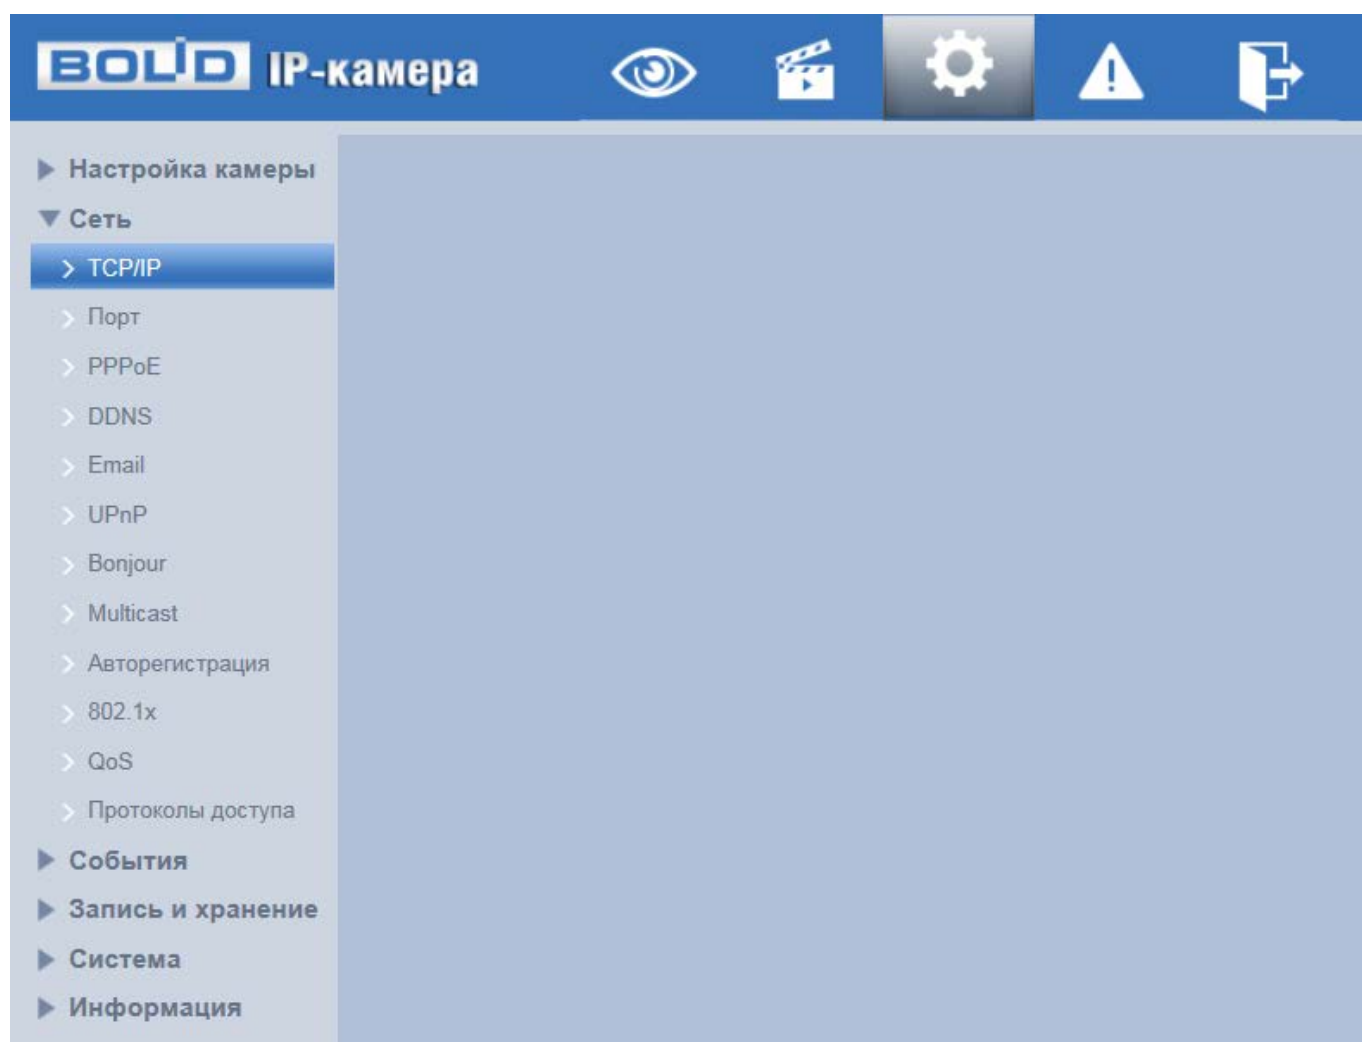 BOLID IP-камера
Настройка камеры
Сеть
TCP/IP
Порт
PPPoE
DDNS
Email
UPnP
Bonjour
Multicast
Авторегистрация
802.1x
QoS
Протоколы доступа
События
Запись и хранение
Система
Информация